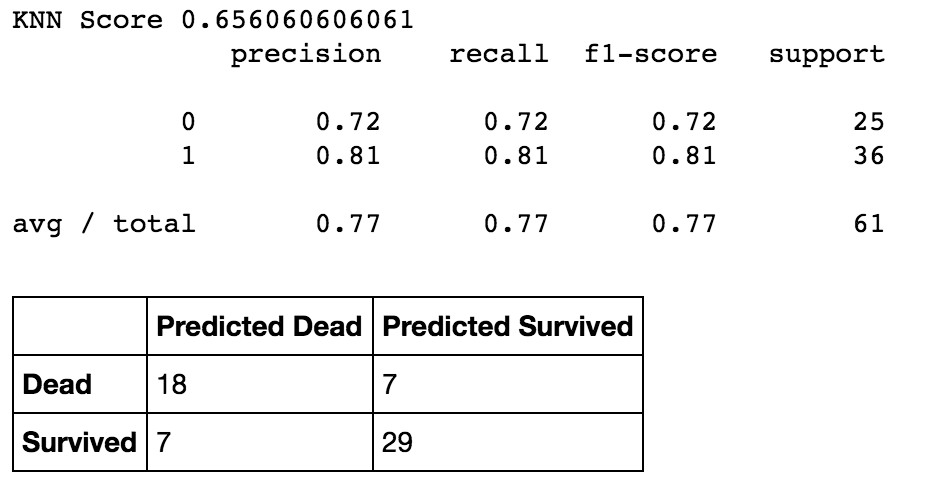 KNN Score 0.656060606061
precision recall f1-score support
0 0.72 0.72 0.72 25
1 0.81 0.81 0.81 36
avg / total 0.77 0.77 0.77 61
Predicted Dead Predicted Survived
Dead 18 7
Survived 7 29